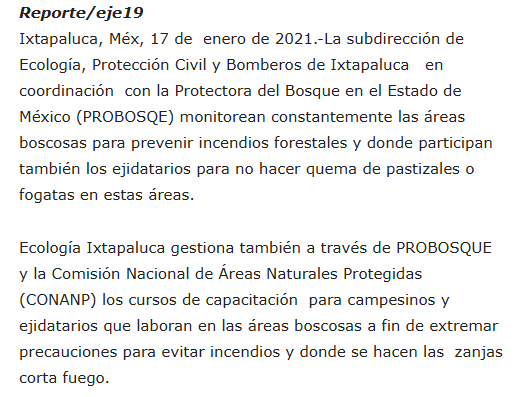 Reporte/eje19
Ixtapaluca, Méx, 17 de  enero de 2021.-La subdirección de
Ecología, Protección Civil y Bomberos de Ixtapaluca   en
coordinación  con la Protectora del Bosque en el Estado de
México (PROBOSQE) monitorean constantemente las áreas
boscosas para prevenir incendios forestales y donde participan
también los ejidatarios para no hacer quema de pastizales o
fogatas en estas áreas.

Ecología Ixtapaluca gestiona también a través de PROBOSQUE
y la Comisión Nacional de Áreas Naturales Protegidas
(CONANP) los cursos de capacitación  para campesinos y
ejidatarios que laboran en las áreas boscosas a fin de extremar
precauciones para evitar incendios y donde se hacen las  zanjas
corta fuego.